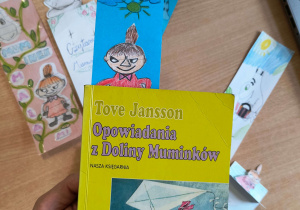 Tove Jansson
Opowiadania
z Doliny Muminków
NASZA KSIĘGARNIA